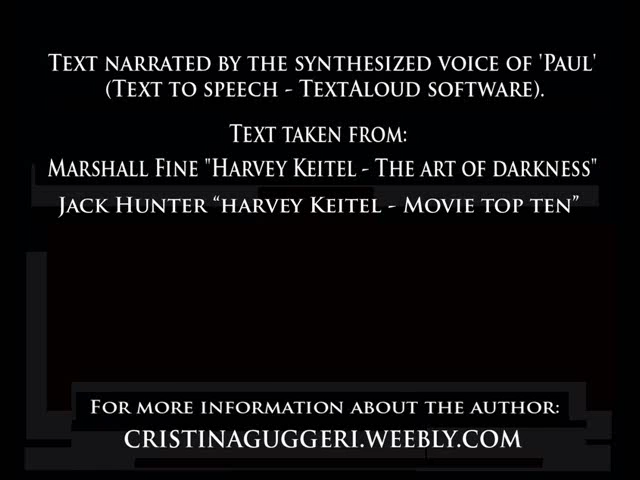 Text narrated by the synthesized voice of 'Paul'
(Text to speech - TextAloud software).
Text taken from:
Marshall Fine "Harvey Keitel - The art of darkness"
Jack Hunter “harvey Keitel - Movie top ten”
For more information about the author:
cristinaguggeri.weebly.com